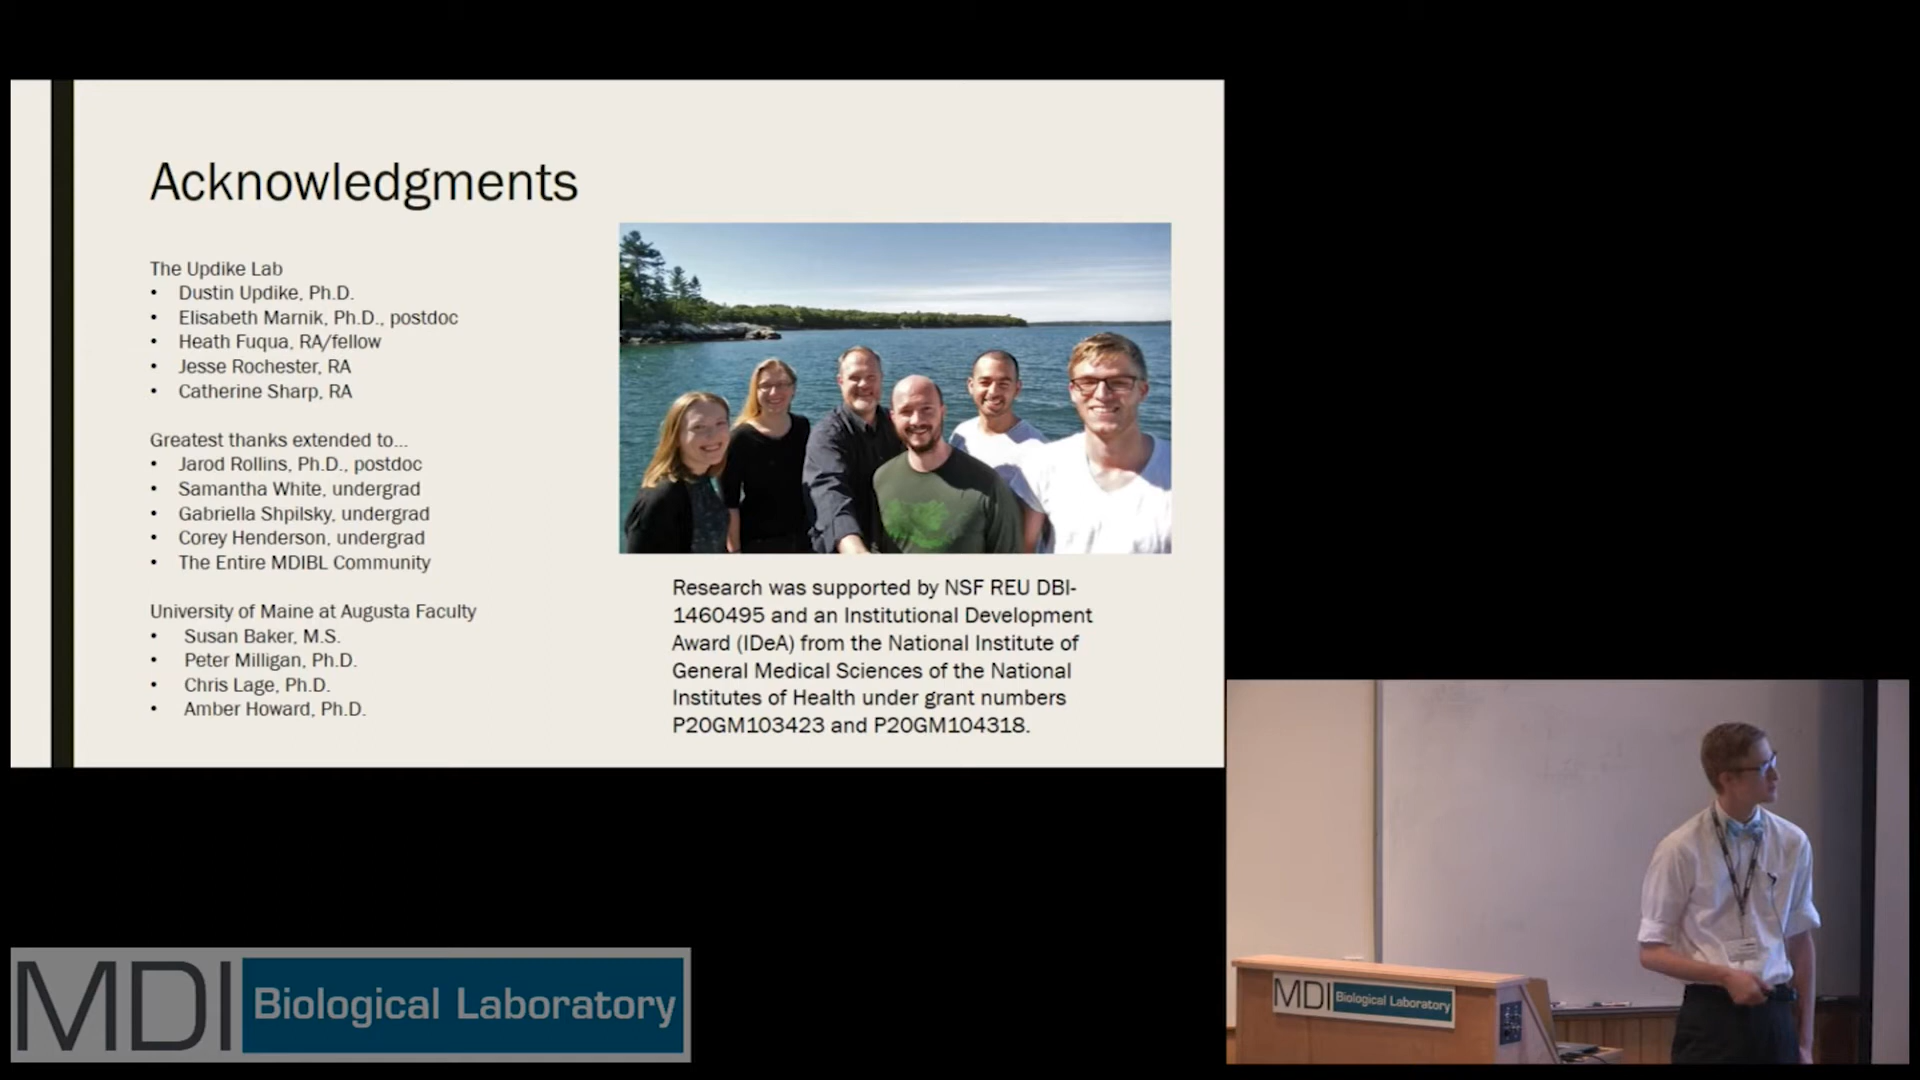 Acknowledgments
The Updike Lab
• Dustin Updike, Ph.D.
• Elisabeth Marnik, Ph.D., postdoc
• Heath Fuqua, RA/fellow
• Jesse Rochester, RA
• Catherine Sharp, RA
Greatest thanks extended to...
• Jarod Rollins, Ph.D., postdoc
• Samantha White, undergrad
• Gabriella Shpilsky, undergrad
• Corey Henderson, undergrad
• The Entire MDIBL Community
University of Maine at Augusta Faculty
• Susan Baker, M.S.
• Peter Milligan, Ph.D.
• Chris Lage, Ph.D.
• Amber Howard, Ph.D.
Research was supported by NSF REU DBI-
1460495 and an Institutional Development
Award (IDeA) from the National Institute of
General Medical Sciences of the National
Institutes of Health under grant numbers
P20GM103423 and P20GM104318.
MDI Biological Laboratory
MDI Biological Laboratory